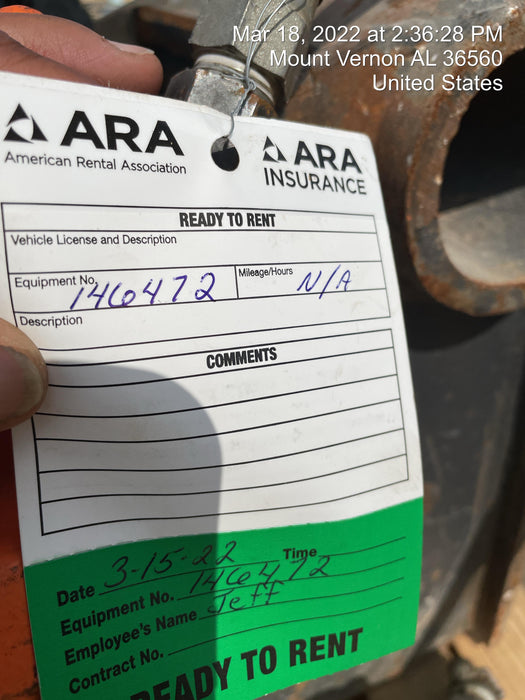 Mar 18, 2022 at 2:36:28 PM
Mount Vernon AL 36560
United States
ARA
American Rental Association
ARA
INSURANCE
READY TO RENT
Vehicle License and Description
Equipment No. 146472 Mileage/Hours N/A
Description
COMMENTS
Date 3-15-22 Time
Equipment No. 146472
Employee's Name Jeff
Contract No.
READY TO RENT